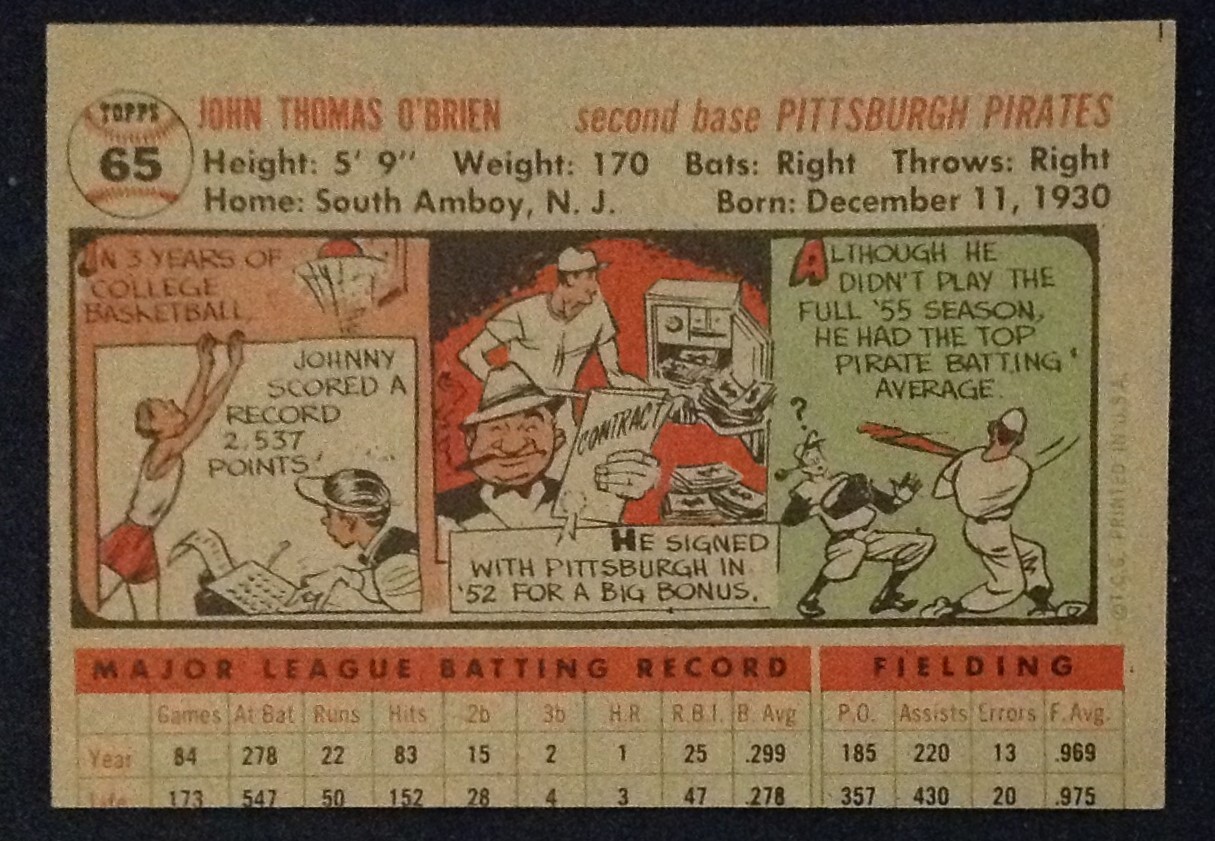 TOPPS
65
JOHN THOMAS O'BRIEN second base PITTSBURGH PIRATES
Height: 5' 9" Weight: 170 Bats: Right Throws: Right
Home: South Amboy, N. J. Born: December 11, 1930
IN 3 YEARS OF
COLLEGE
BASKETBALL,
JOHNNY
SCORED A
RECORD
2,537
POINTS!
CONTRACT
HE SIGNED
WITH PITTSBURGH IN
'52 FOR A BIG BONUS.
ALTHOUGH HE
DIDN'T PLAY THE
FULL '55 SEASON,
HE HAD THE TOP
PIRATE BATTING
AVERAGE.
?
©T.C.G. PRINTED IN U.S.A.
MAJOR LEAGUE BATTING RECORD FIELDING
Games At Bat Runs Hits 2b 3b H.R. R.B.I. B. Avg. P.O. Assists Errors F. Avg.
Year 84 278 22 83 15 2 1 25 .299 185 220 13 .969
Life 173 547 50 152 28 4 3 47 .278 357 430 20 .975